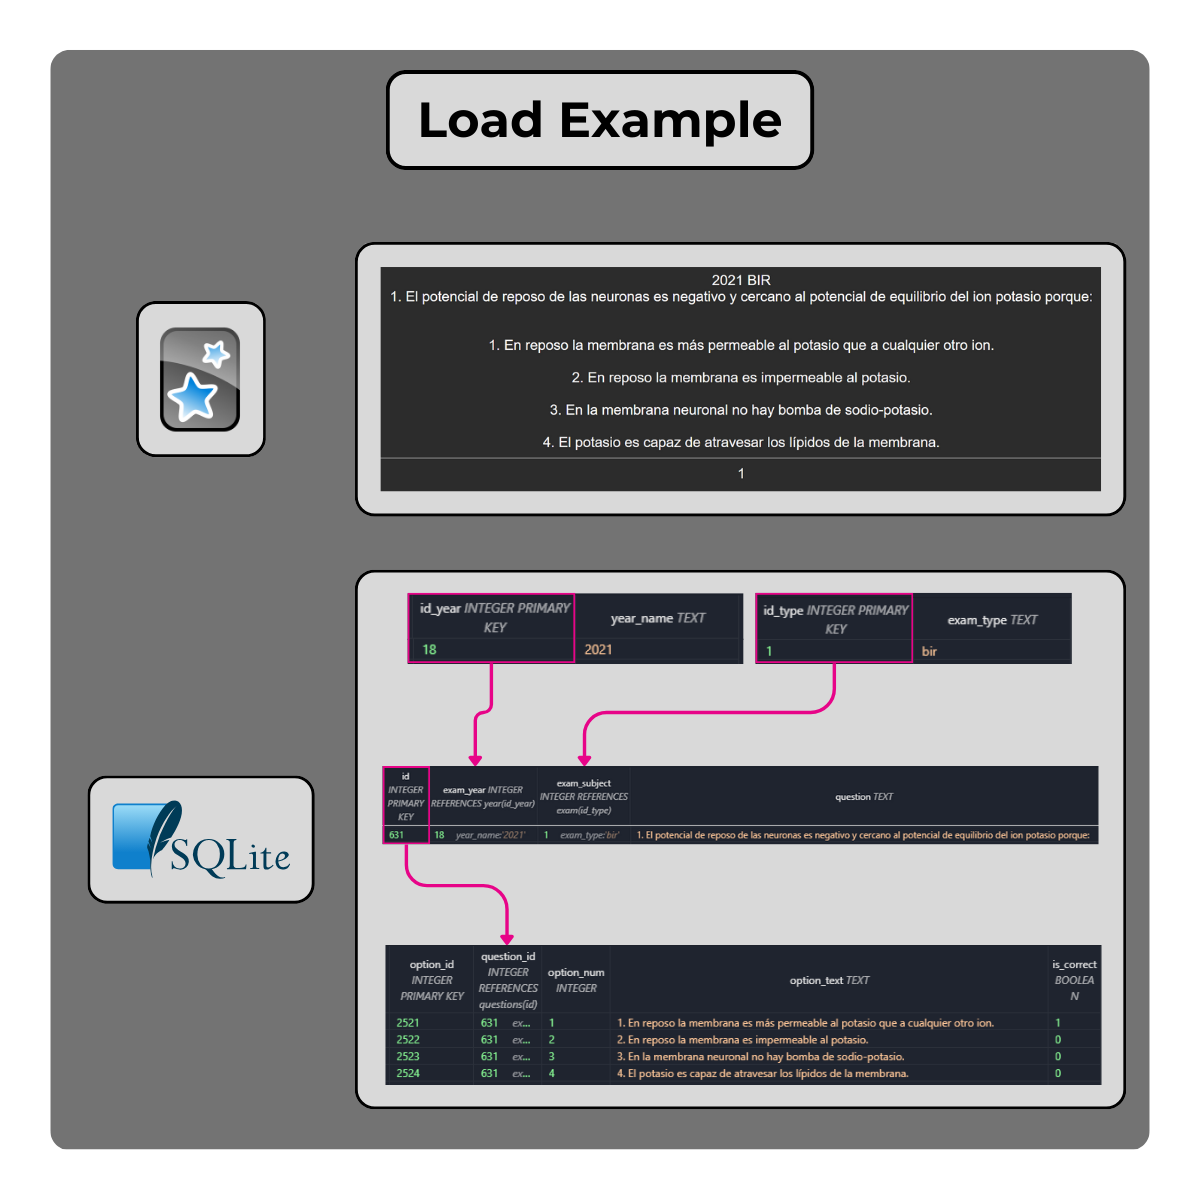 Load Example
2021 BIR
1. El potencial de reposo de las neuronas es negativo y cercano al potencial de equilibrio del ion potasio porque:
1. En reposo la membrana es más permeable al potasio que a cualquier otro ion.
2. En reposo la membrana es impermeable al potasio.
3. En la membrana neuronal no hay bomba de sodio-potasio.
4. El potasio es capaz de atravesar los lípidos de la membrana.
1
id_year INTEGER PRIMARY
KEY
year_name TEXT
18
2021
id_type INTEGER PRIMARY
KEY
exam_type TEXT
1
bir
SQLite
id
INTEGER
PRIMARY
KEY
exam_year INTEGER
REFERENCES year(id_year)
exam_subject
INTEGER REFERENCES
exam(id_type)
question TEXT
631
18 year_name:'2021'
1 exam_type:'bir'
1. El potencial de reposo de las neuronas es negativo y cercano al potencial de equilibrio del ion potasio porque:
option_id
INTEGER
PRIMARY KEY
question_id
INTEGER
REFERENCES
questions(id)
option_num
INTEGER
option_text TEXT
is_correct
BOOLEA
N
2521 631 ex... 1 1. En reposo la membrana es más permeable al potasio que a cualquier otro ion. 1
2522 631 ex... 2 2. En reposo la membrana es impermeable al potasio. 0
2523 631 ex... 3 3. En la membrana neuronal no hay bomba de sodio-potasio. 0
2524 631 ex... 4 4. El potasio es capaz de atravesar los lípidos de la membrana. 0